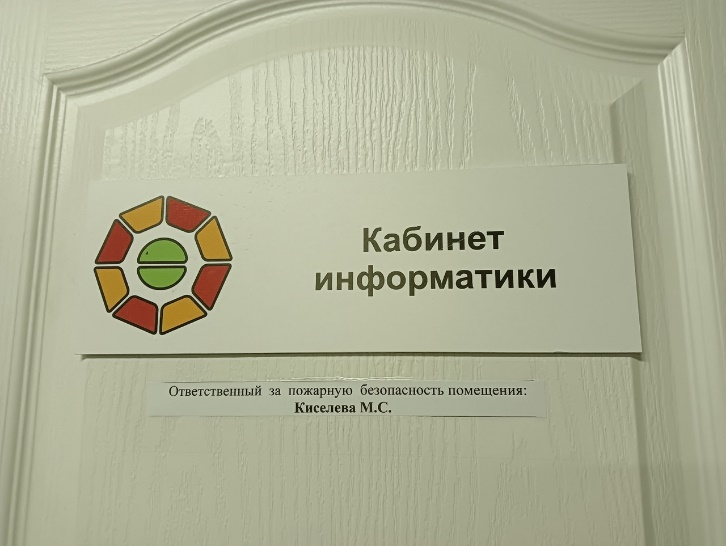 Кабинет
информатики
Ответственный за пожарную безопасность помещения:
Киселева М.С.